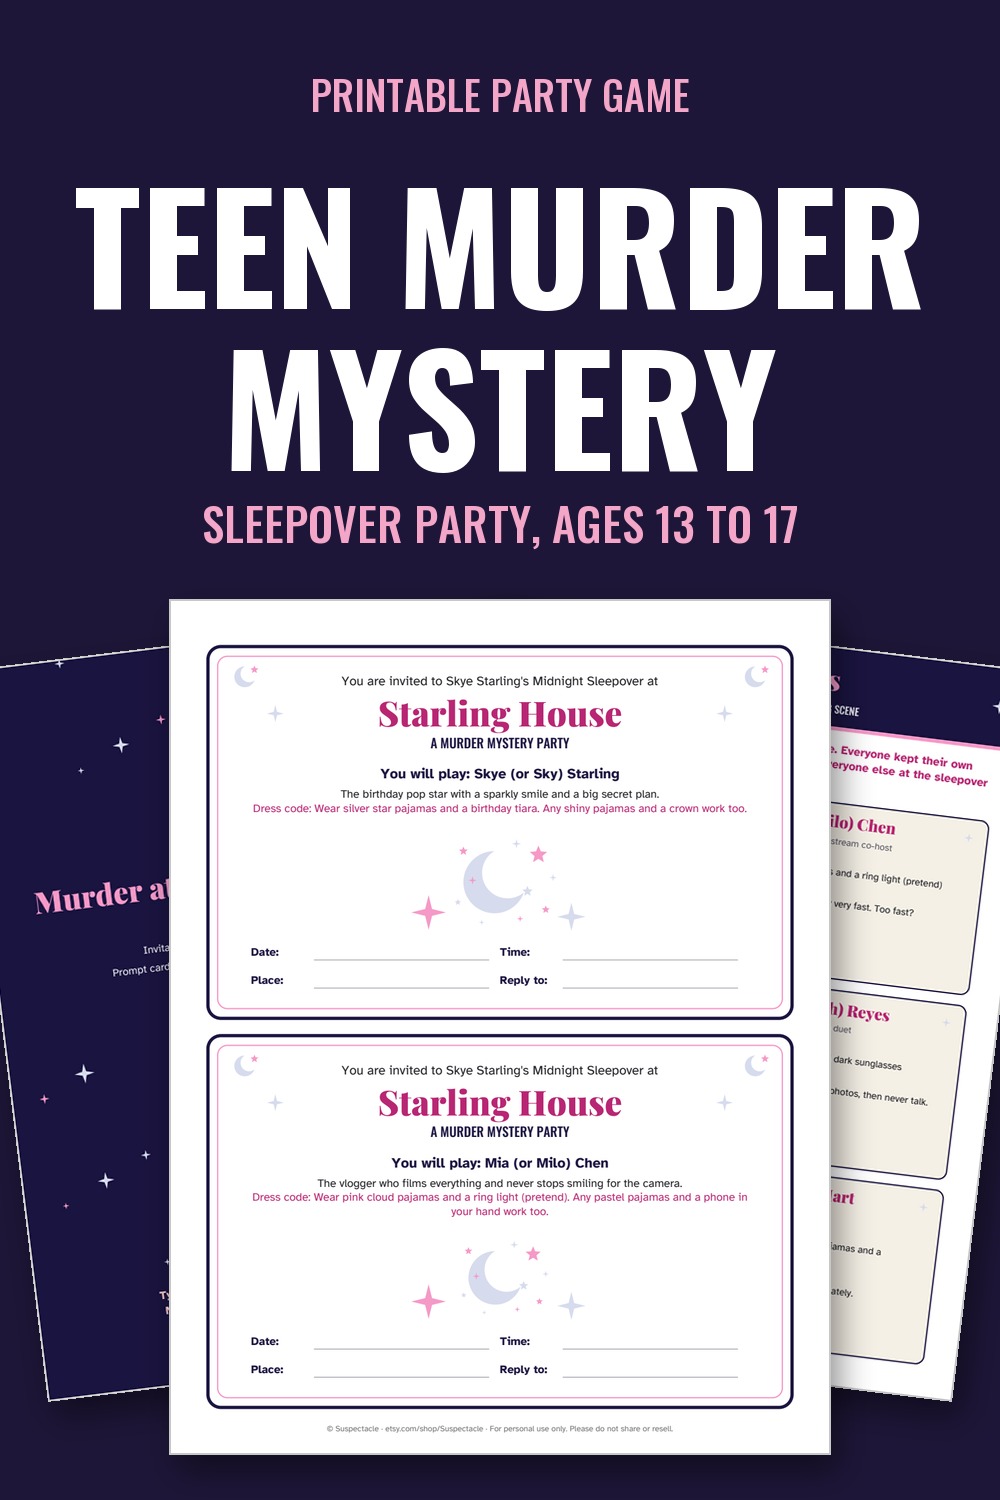 PRINTABLE PARTY GAME
TEEN MURDER
MYSTERY
SLEEPOVER PARTY, AGES 13 TO 17
You are invited to Skye Starling's Midnight Sleepover at
Starling House
A MURDER MYSTERY PARTY
You will play: Skye (or Sky) Starling
The birthday pop star with a sparkly smile and a big secret plan.
Dress code: Wear silver star pajamas and a birthday tiara. Any shiny pajamas and a crown work too.
Date: Time:
Place: Reply to:
You are invited to Skye Starling's Midnight Sleepover at
Starling House
A MURDER MYSTERY PARTY
You will play: Mia (or Milo) Chen
The vlogger who films everything and never stops smiling for the camera.
Dress code: Wear pink cloud pajamas and a ring light (pretend). Any pastel pajamas and a phone in
your hand work too.
Date: Time:
Place: Reply to:
© Suspectacle · etsy.com/shop/Suspectacle · For personal use only. Please do not share or resell.
Murder at
Prompt card
SCENE
Everyone kept their own
everyone else at the sleepover
Chen
stream co-host
and a ring light (pretend)
very fast. Too fast?
Reyes
duet
dark sunglasses
photos, then never talk.